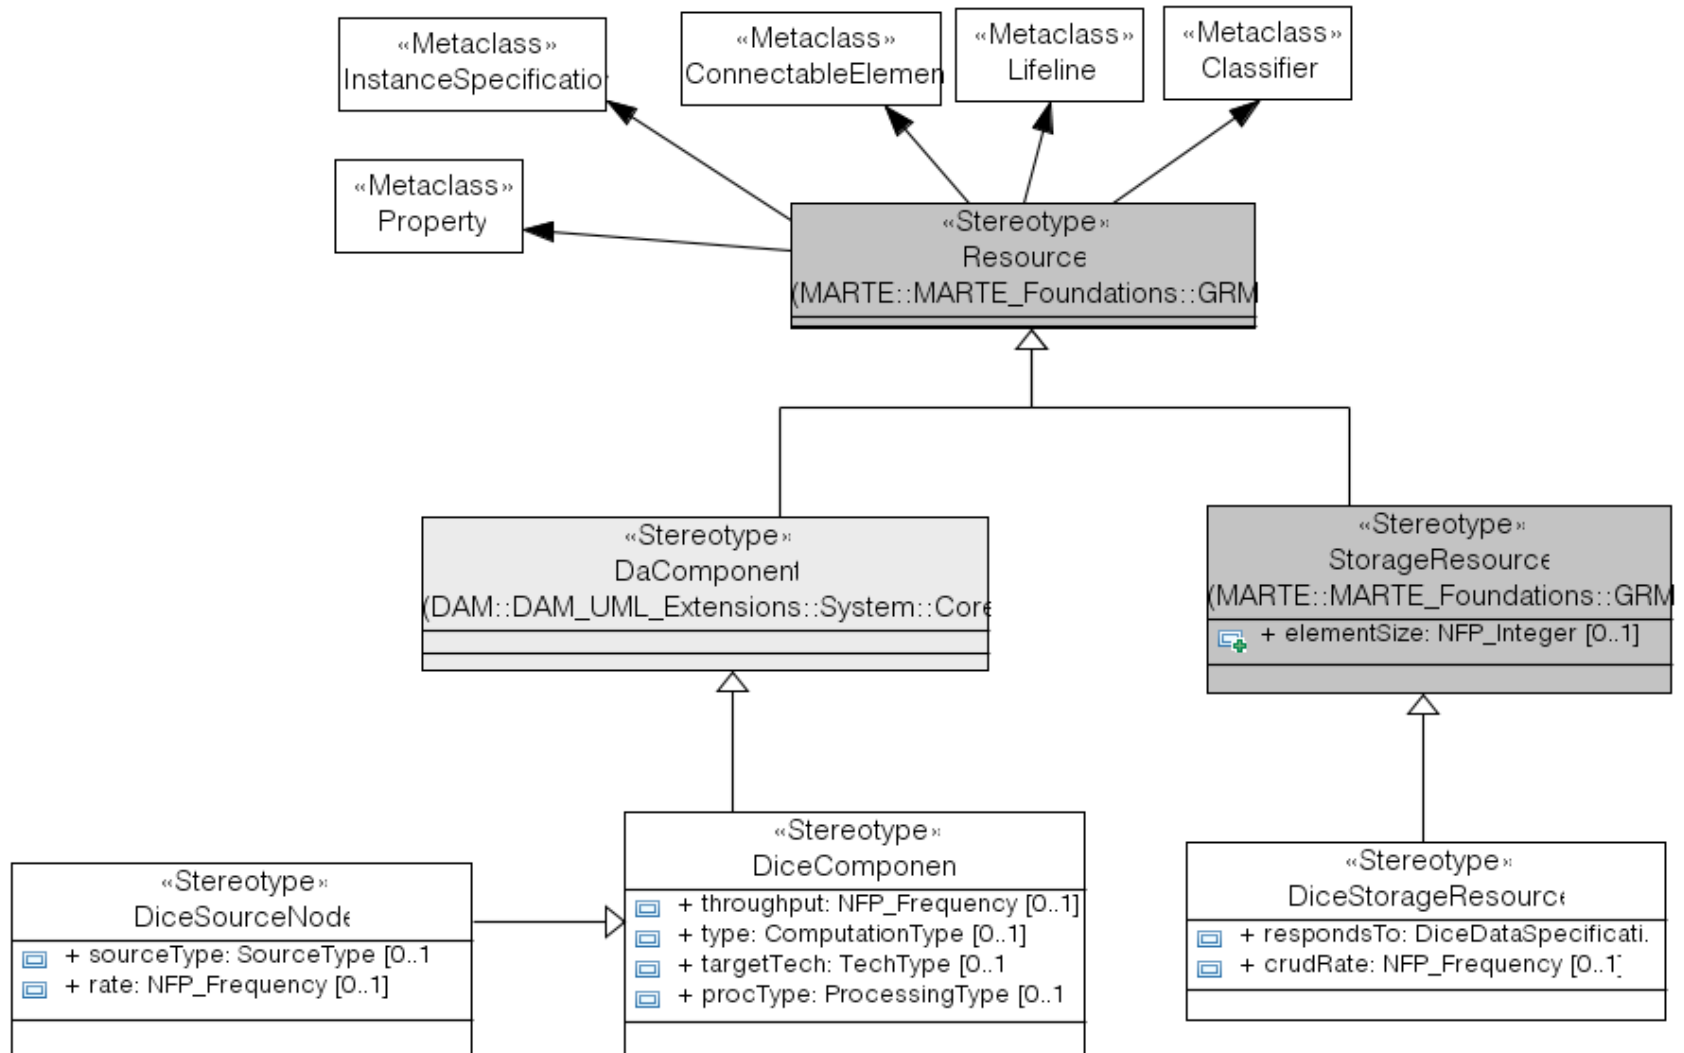 «Metaclass»
InstanceSpecificatio
«Metaclass»
ConnectableElemen
«Metaclass»
Lifeline
«Metaclass»
Classifier
«Metaclass»
Property
«Stereotype»
Resource
(MARTE::MARTE_Foundations::GRM
«Stereotype»
DaComponent
(DAM::DAM_UML_Extensions::System::Core
«Stereotype»
StorageResource
(MARTE::MARTE_Foundations::GRM
+ elementSize: NFP_Integer [0..1]
«Stereotype»
DiceSourceNode
+ sourceType: SourceType [0..1
+ rate: NFP_Frequency [0..1]
«Stereotype»
DiceComponen
+ throughput: NFP_Frequency [0..1]
+ type: ComputationType [0..1]
+ targetTech: TechType [0..1
+ procType: ProcessingType [0..1
«Stereotype»
DiceStorageResource
+ respondsTo: DiceDataSpecificati.
+ crudRate: NFP_Frequency [0..1]